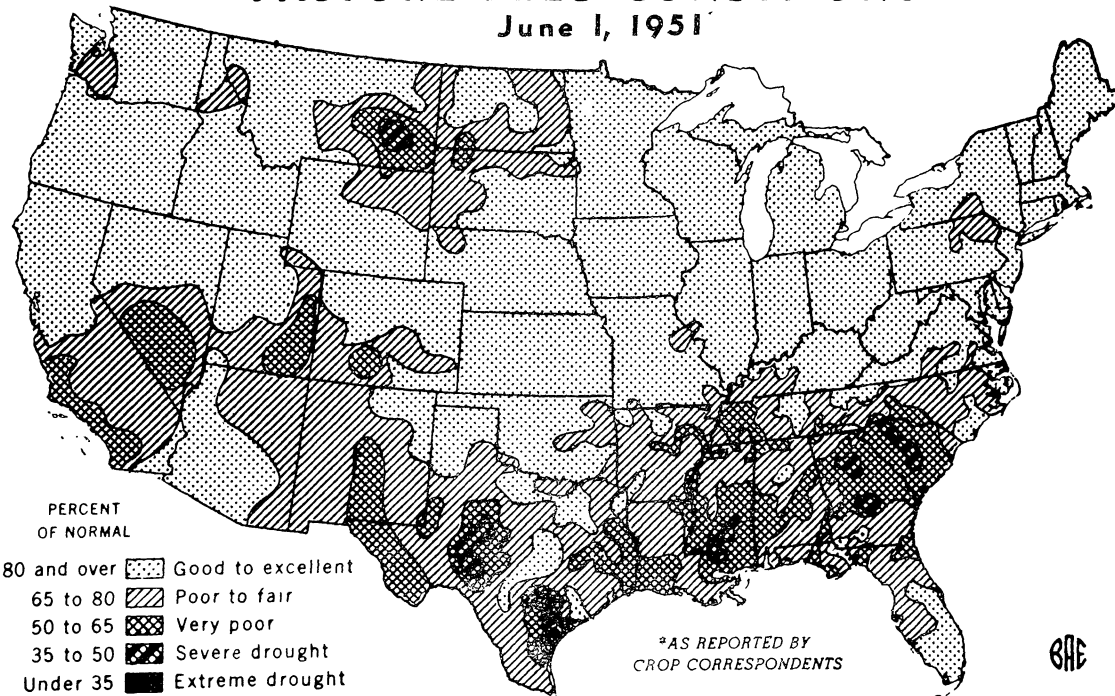 June 1, 1951
PERCENT
OF NORMAL
80 and over Good to excellent
65 to 80 Poor to fair
50 to 65 Very poor
35 to 50 Severe drought
Under 35 Extreme drought
*AS REPORTED BY
CROP CORRESPONDENTS
BAE